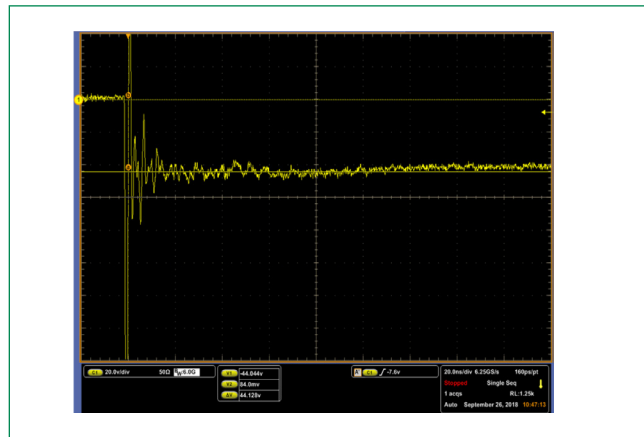 1
C1 20.0v/div 50Ω BW:6.0G
V1 -44.044v
V2 84.0mv
ΔV 44.128v
A' C1 -7.6v
20.0ns/div 6.25GS/s 160ps/pt
Stopped Single Seq
1 acqs RL:1.25k
Auto September 26, 2018 10:47:13